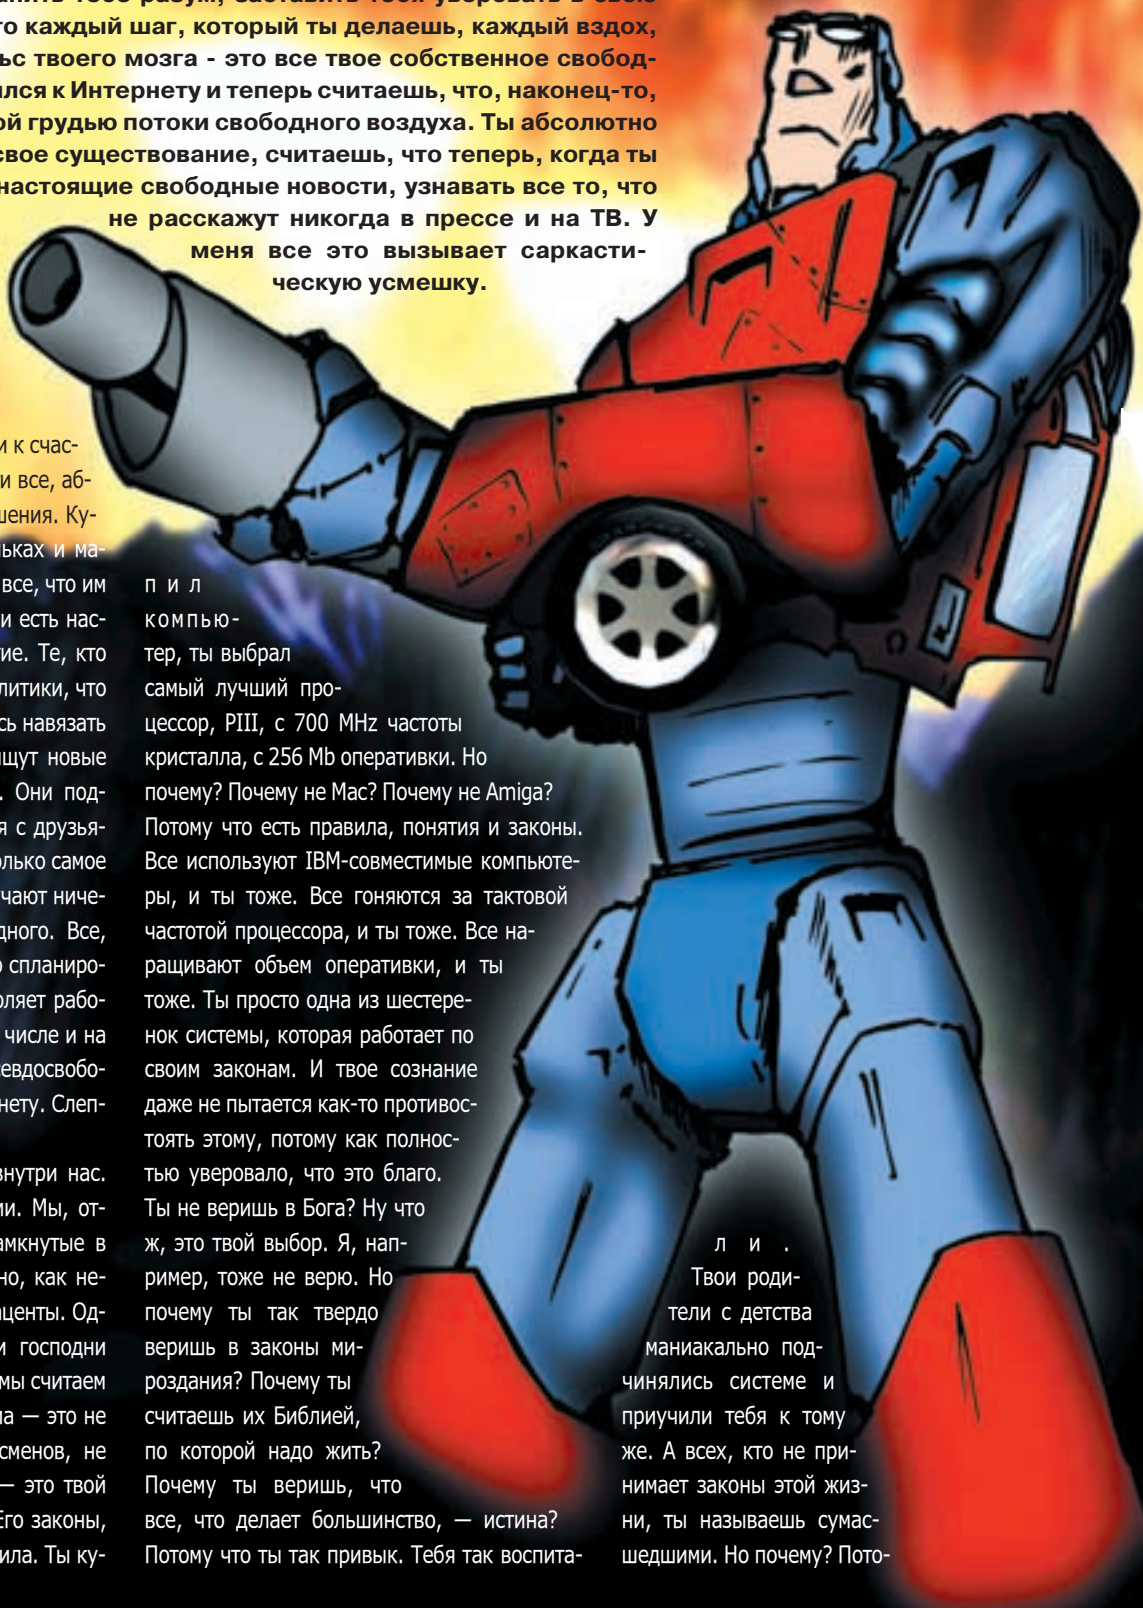 разум, заставить тебя уверовать в свою
то каждый шаг, который ты делаешь, каждый вздох,
твоего мозга - это все твое собственное свобод-
к Интернету и теперь считаешь, что, наконец-то,
грудью потоки свободного воздуха. Ты абсолютно
свое существование, считаешь, что теперь, когда ты
настоящие свободные новости, узнавать все то, что
не расскажут никогда в прессе и на ТВ. У
меня все это вызывает саркасти-
ческую усмешку.
и к счас-
и все, аб-
шения. Ку-
ьках и ма-
все, что им
и есть нас-
гие. Те, кто
литики, что
сь навязать
щут новые
. Они под-
я с друзья-
олько самое
чают ниче-
дного. Все,
о спланиро-
оляет рабо-
числе и на
севдосвобо-
нету. Слеп-
внутри нас.
ии. Мы, от-
амкнутые в
но, как не-
аценты. Од-
и господни
мы считаем
на — это не
сменов, не
— это твой
Его законы,
ила. Ты ку-
пил
компью-
тер, ты выбрал
самый лучший про-
цессор, PIII, с 700 MHz частоты
кристалла, с 256 Mb оперативки. Но
почему? Почему не Mac? Почему не Amiga?
Потому что есть правила, понятия и законы.
Все используют IBM-совместимые компьюте-
ры, и ты тоже. Все гоняются за тактовой
частотой процессора, и ты тоже. Все на-
ращивают объем оперативки, и ты
тоже. Ты просто одна из шестере-
нок системы, которая работает по
своим законам. И твое сознание
даже не пытается как-то противос-
тоять этому, потому как полнос-
тью уверовало, что это благо.
Ты не веришь в Бога? Ну что
ж, это твой выбор. Я, нап-
ример, тоже не верю. Но
почему ты так твердо
веришь в законы ми-
роздания? Почему ты
считаешь их Библией,
по которой надо жить?
Почему ты веришь, что
все, что делает большинство, — истина?
Потому что ты так привык. Тебя так воспита-
ли.
Твои роди-
тели с детства
маниакально под-
чинялись системе и
приучили тебя к тому
же. А всех, кто не при-
нимает законы этой жиз-
ни, ты называешь сумас-
шедшими. Но почему? Пото-